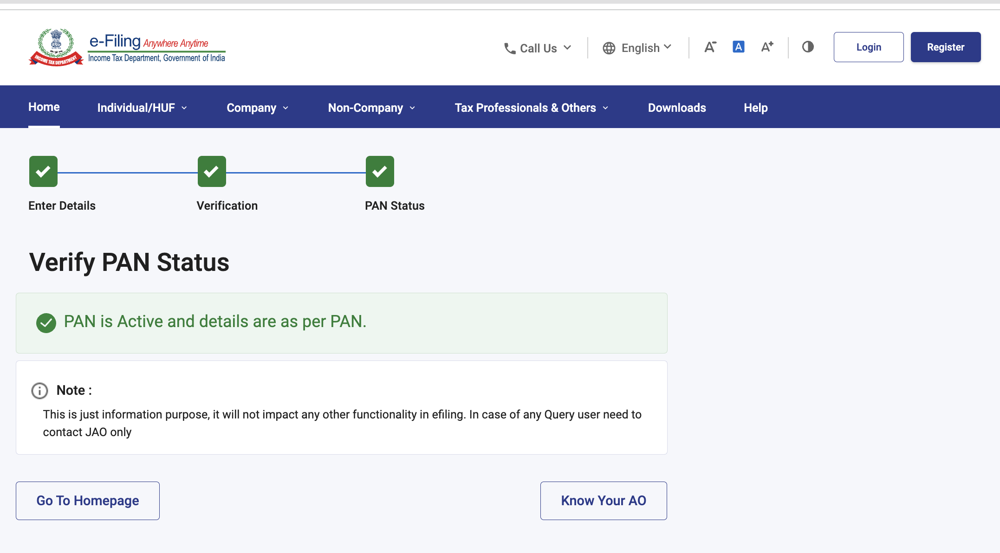 INCOME TAX DEPARTMENT
e-Filing Anywhere Anytime
Income Tax Department, Government of India
Call Us
English
A-
A
A+
Login
Register
Home
Individual/HUF
Company
Non-Company
Tax Professionals & Others
Downloads
Help
Enter Details
Verification
PAN Status
Verify PAN Status
PAN is Active and details are as per PAN.
Note :
This is just information purpose, it will not impact any other functionality in efiling. In case of any Query user need to
contact JAO only
Go To Homepage
Know Your AO